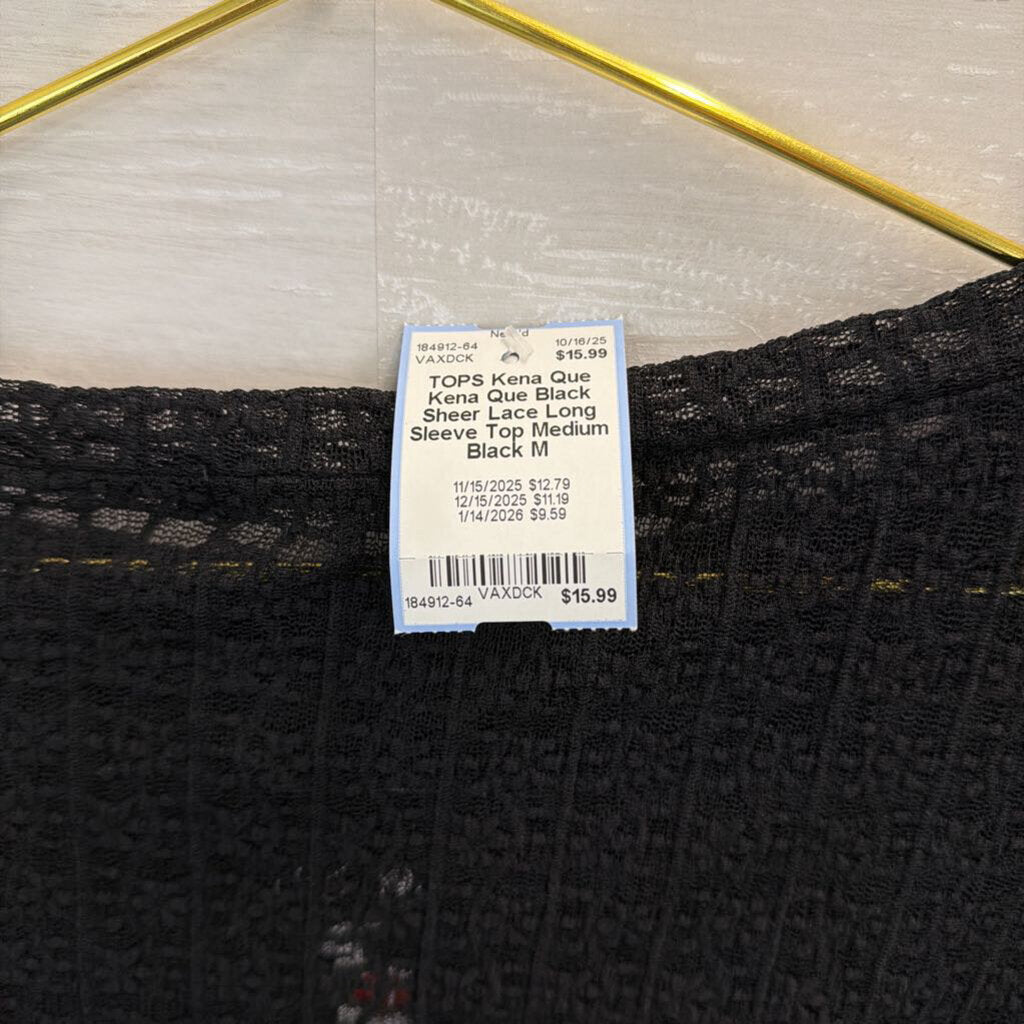 184912-64 10/16/25
VAXDCK $15.99
TOPS Kena Que
Kena Que Black
Sheer Lace Long
Sleeve Top Medium
Black M
11/15/2025 $12.79
12/15/2025 $11.19
1/14/2026 $9.59
184912-64 VAXDCK $15.99